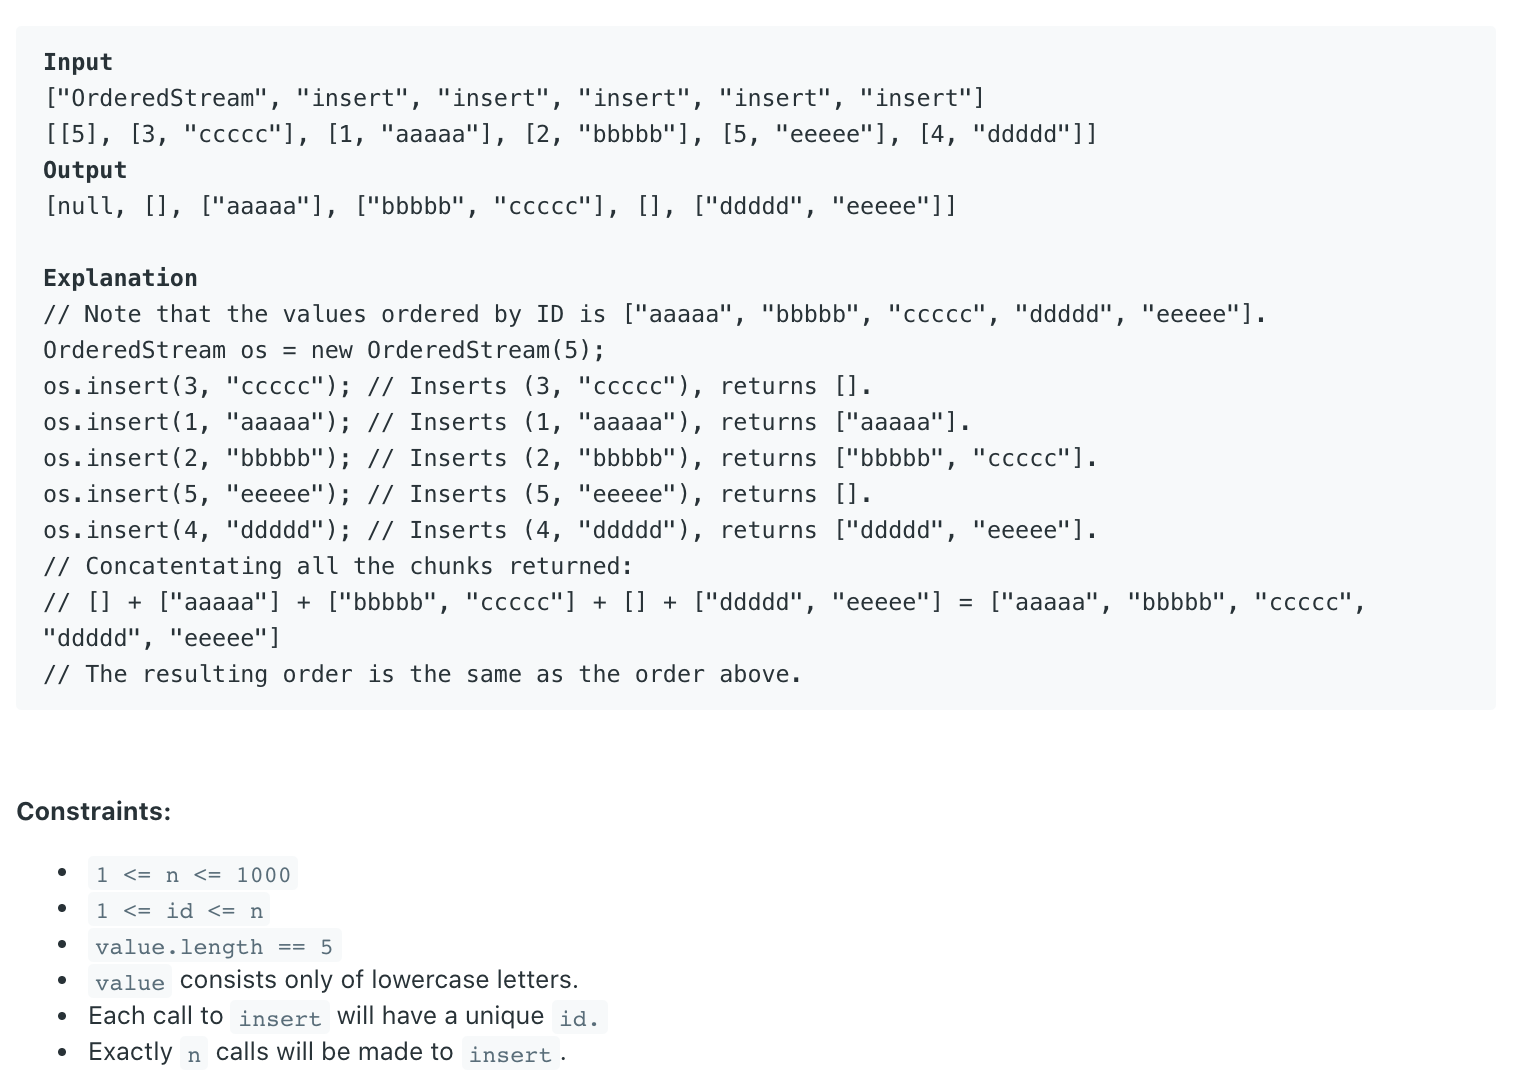 Input
["OrderedStream", "insert", "insert", "insert", "insert", "insert"]
[[5], [3, "ccccc"], [1, "aaaaa"], [2, "bbbbb"], [5, "eeeee"], [4, "ddddd"]]
Output
[null, [], ["aaaaa"], ["bbbbb", "ccccc"], [], ["ddddd", "eeeee"]]
Explanation
// Note that the values ordered by ID is ["aaaaa", "bbbbb", "ccccc", "ddddd", "eeeee"].
OrderedStream os = new OrderedStream(5);
os.insert(3, "ccccc"); // Inserts (3, "ccccc"), returns [].
os.insert(1, "aaaaa"); // Inserts (1, "aaaaa"), returns ["aaaaa"].
os.insert(2, "bbbbb"); // Inserts (2, "bbbbb"), returns ["bbbbb", "ccccc"].
os.insert(5, "eeeee"); // Inserts (5, "eeeee"), returns [].
os.insert(4, "ddddd"); // Inserts (4, "ddddd"), returns ["ddddd", "eeeee"].
// Concatentating all the chunks returned:
// [] + ["aaaaa"] + ["bbbbb", "ccccc"] + [] + ["ddddd", "eeeee"] = ["aaaaa", "bbbbb", "ccccc",
"ddddd", "eeeee"]
// The resulting order is the same as the order above.
Constraints:
• 1 <= n <= 1000
• 1 <= id <= n
• value.length == 5
• value consists only of lowercase letters.
• Each call to insert will have a unique id.
• Exactly n calls will be made to insert.